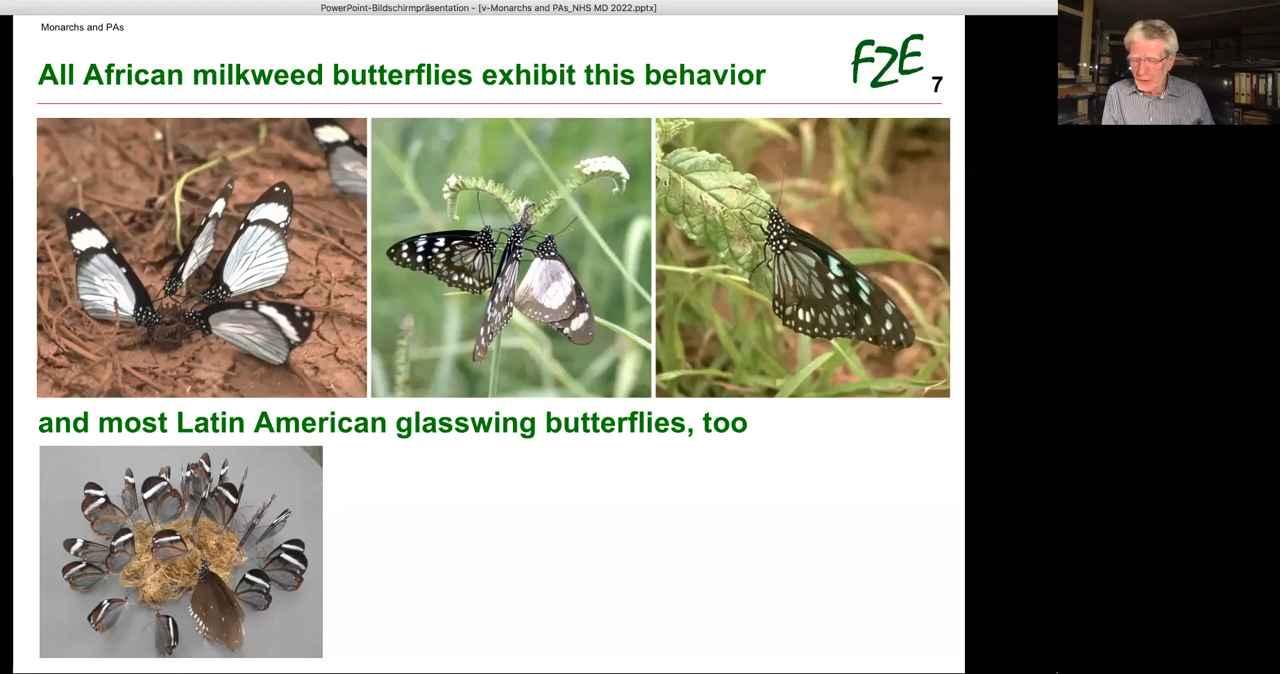 PowerPoint-Bildschirmpräsentation - [v-Monarchs and PAs_NHS MD 2022.pptx]
Monarchs and PAs
All African milkweed butterflies exhibit this behavior
FZE
7
and most Latin American glasswing butterflies, too